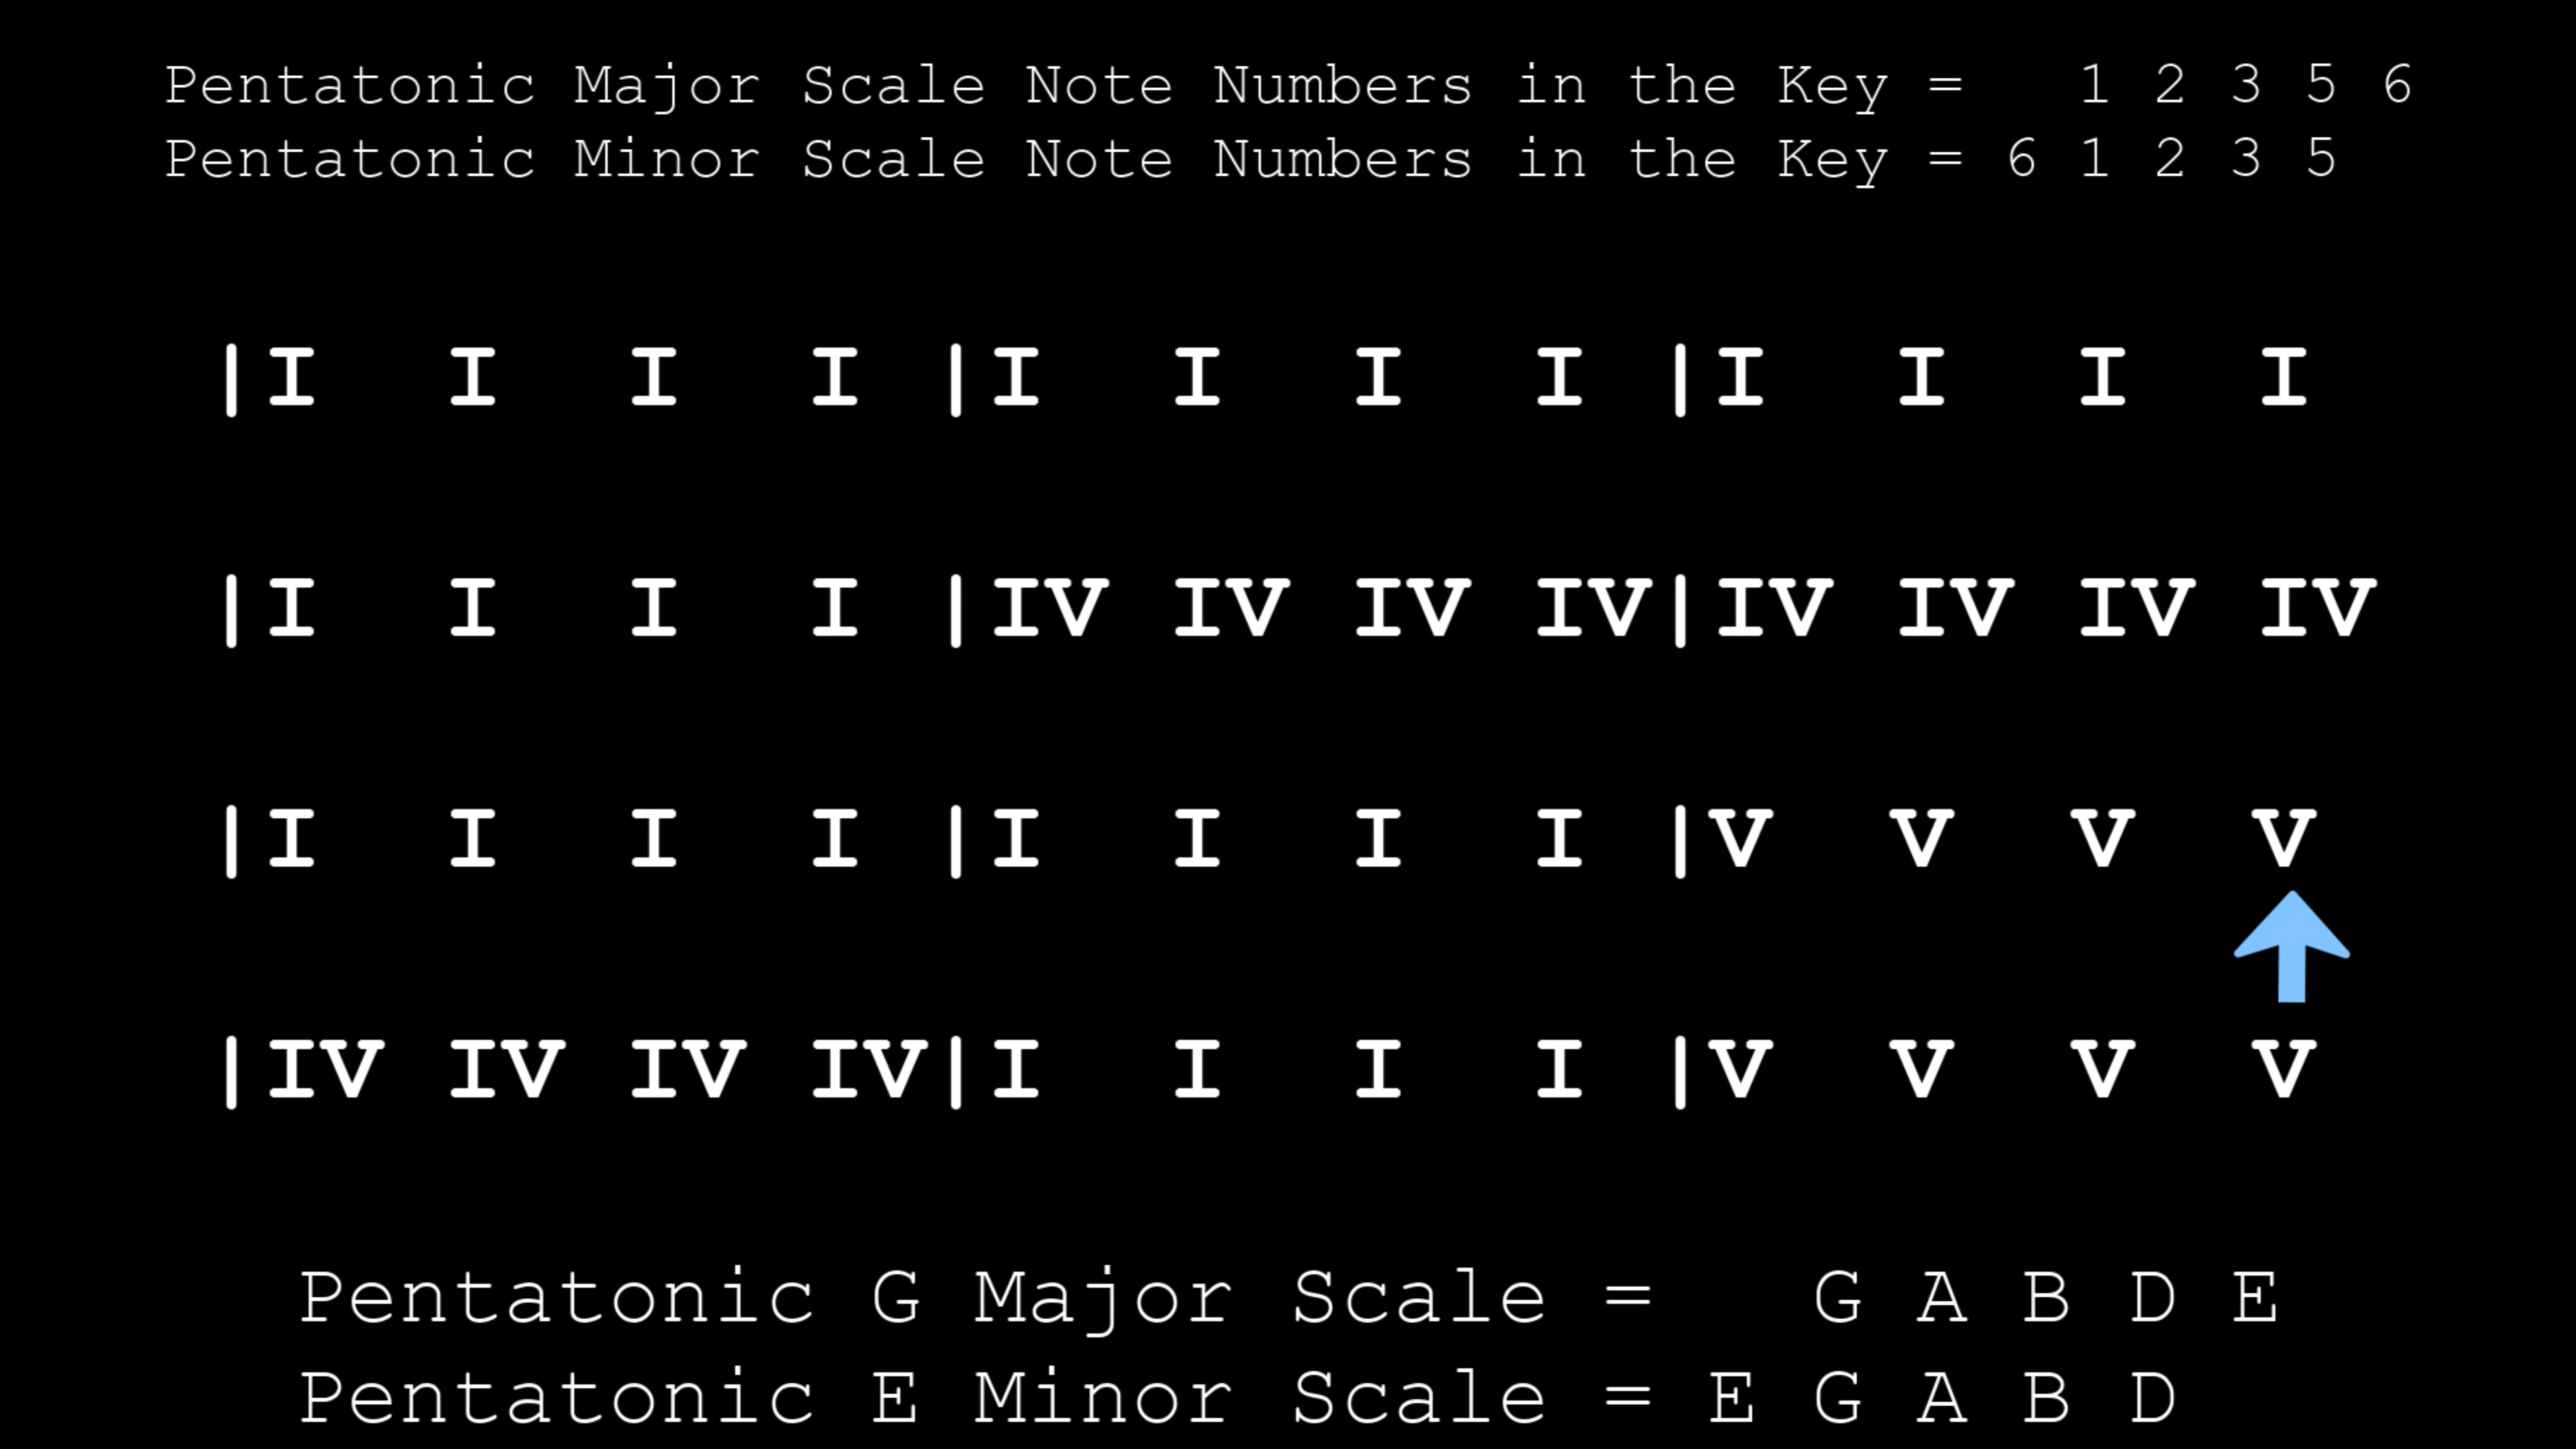 Pentatonic Major Scale Note Numbers in the Key =   1 2 3 5 6
Pentatonic Minor Scale Note Numbers in the Key = 6 1 2 3 5
|I   I   I   I |I   I   I   I |I   I   I   I
|I   I   I   I |IV  IV  IV  IV|IV  IV  IV  IV
|I   I   I   I |I   I   I   I |V   V   V   V
|IV  IV  IV  IV|I   I   I   I |V   V   V   V
Pentatonic G Major Scale =   G A B D E
Pentatonic E Minor Scale = E G A B D